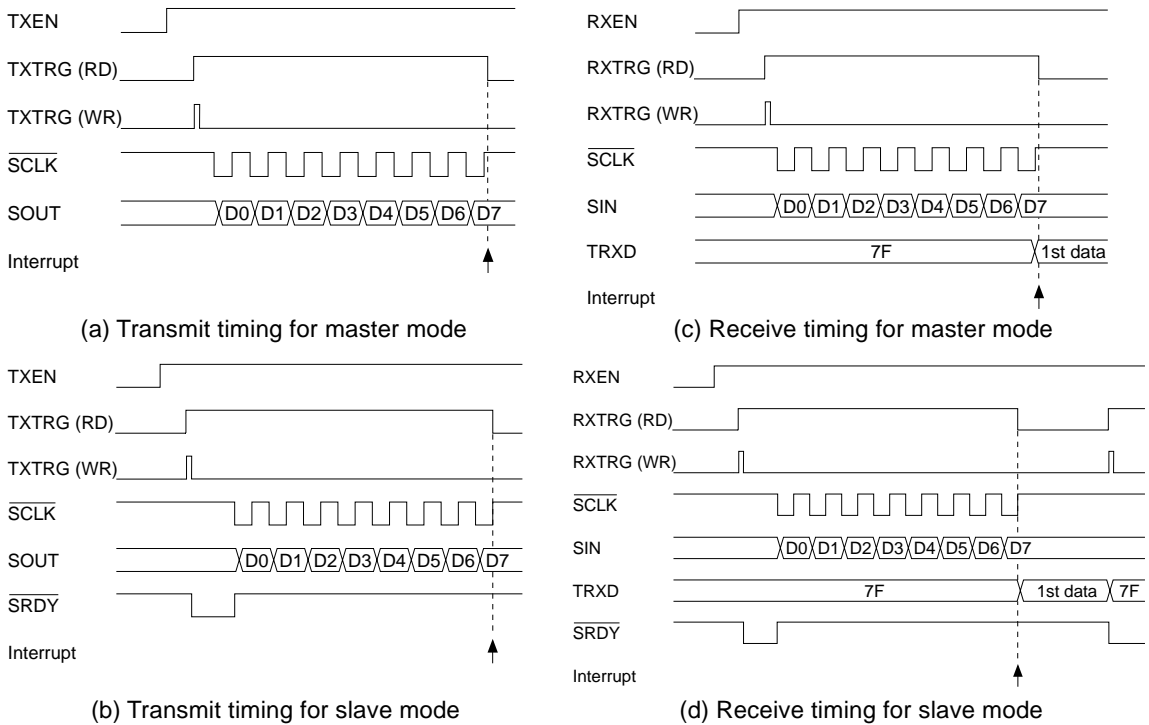 TXEN
TXTRG (RD)
TXTRG (WR)
SCLK
SOUT D0 D1 D2 D3 D4 D5 D6 D7
Interrupt
(a) Transmit timing for master mode
RXEN
RXTRG (RD)
RXTRG (WR)
SCLK
SIN D0 D1 D2 D3 D4 D5 D6 D7
TRXD 7F 1st data
Interrupt
(c) Receive timing for master mode
TXEN
TXTRG (RD)
TXTRG (WR)
SCLK
SOUT D0 D1 D2 D3 D4 D5 D6 D7
SRDY
Interrupt
(b) Transmit timing for slave mode
RXEN
RXTRG (RD)
RXTRG (WR)
SCLK
SIN D0 D1 D2 D3 D4 D5 D6 D7
TRXD 7F 1st data 7F
SRDY
Interrupt
(d) Receive timing for slave mode